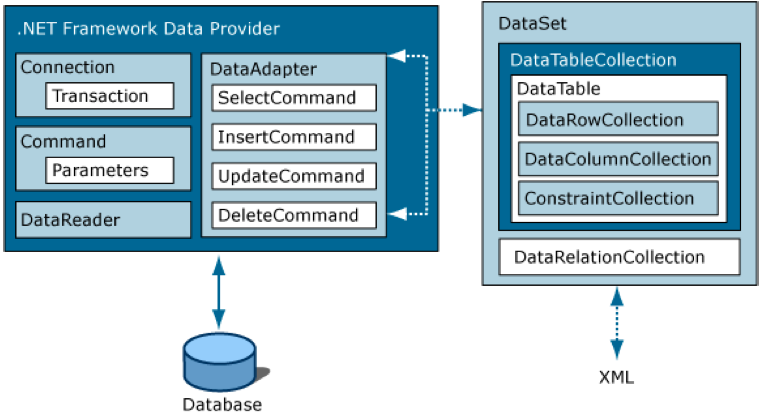 .NET Framework Data Provider
Connection
Transaction
Command
Parameters
DataReader
DataAdapter
SelectCommand
InsertCommand
UpdateCommand
DeleteCommand
Database
DataSet
DataTableCollection
DataTable
DataRowCollection
DataColumnCollection
ConstraintCollection
DataRelationCollection
XML